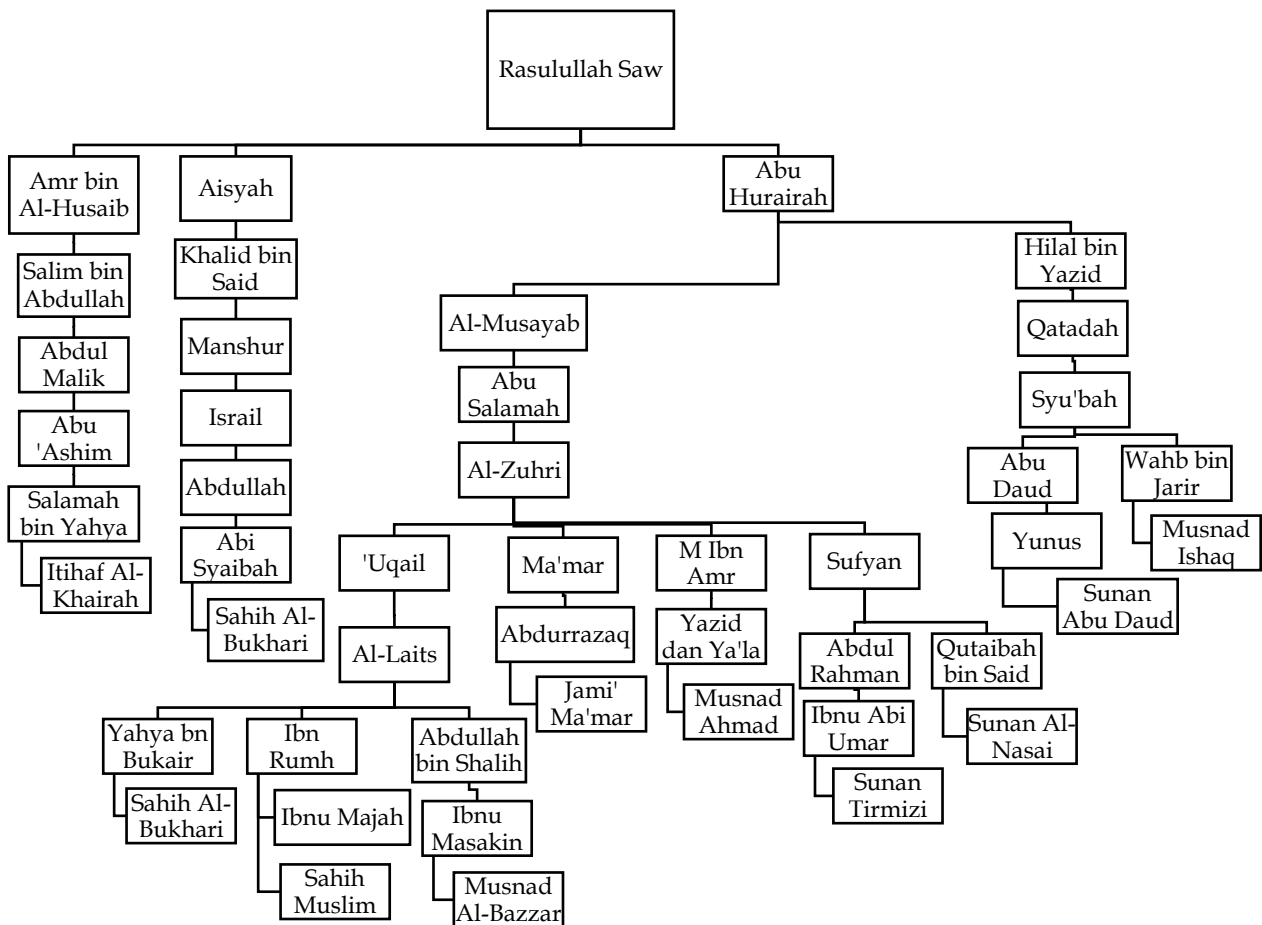 Rasulullah Saw
Amr bin
Al-Husaib
Aisyah
Abu
Hurairah
Salim bin
Abdullah
Khalid bin
Said
Hilal bin
Yazid
Abdul
Malik
Manshur
Al-Musayab
Qatadah
Abu
'Ashim
Israil
Abu
Salamah
Syu'bah
Salamah
bin Yahya
Abdullah
Al-Zuhri
Abu
Daud
Wahb bin
Jarir
Itihaf Al-
Khairah
Abi
Syaibah
'Uqail
Ma'mar
M Ibn
Amr
Sufyan
Yunus
Musnad
Ishaq
Sahih Al-
Bukhari
Al-Laits
Abdurrazaq
Yazid
dan Ya'la
Abdul
Rahman
Qutaibah
bin Said
Sunan
Abu Daud
Jami'
Ma'mar
Musnad
Ahmad
Ibnu Abi
Umar
Sunan Al-
Nasai
Yahya bn
Bukair
Ibn
Rumh
Abdullah
bin Shalih
Sunan
Tirmizi
Sahih Al-
Bukhari
Ibnu Majah
Ibnu
Masakin
Sahih
Muslim
Musnad
Al-Bazzar